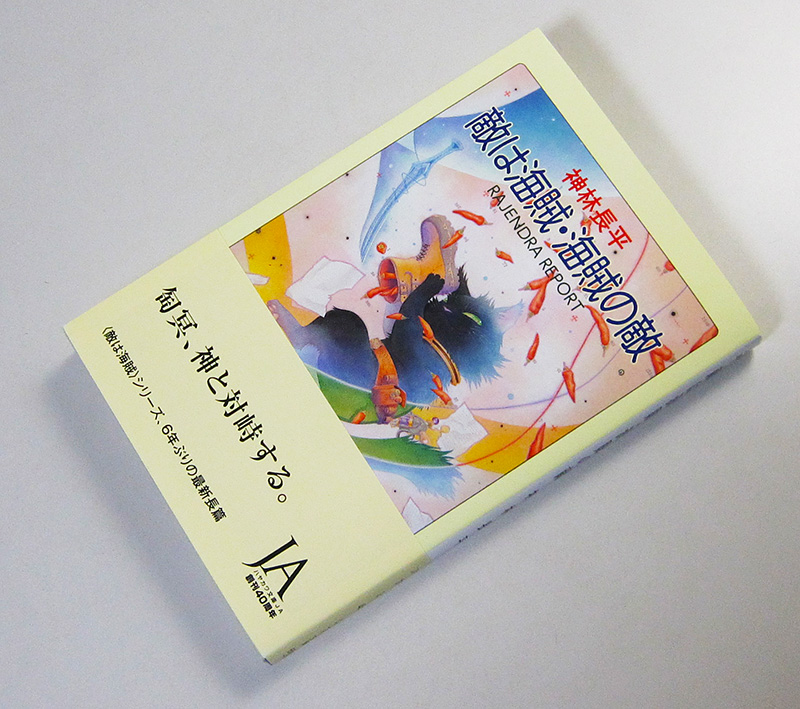 神林長平
敵は海賊・海賊の敵
RAJENDRA REPORT
匋冥、神と対峙する。
〈敵は海賊〉シリーズ、6年ぶりの最新長篇
JA
ハヤカワ文庫JA
創刊40周年